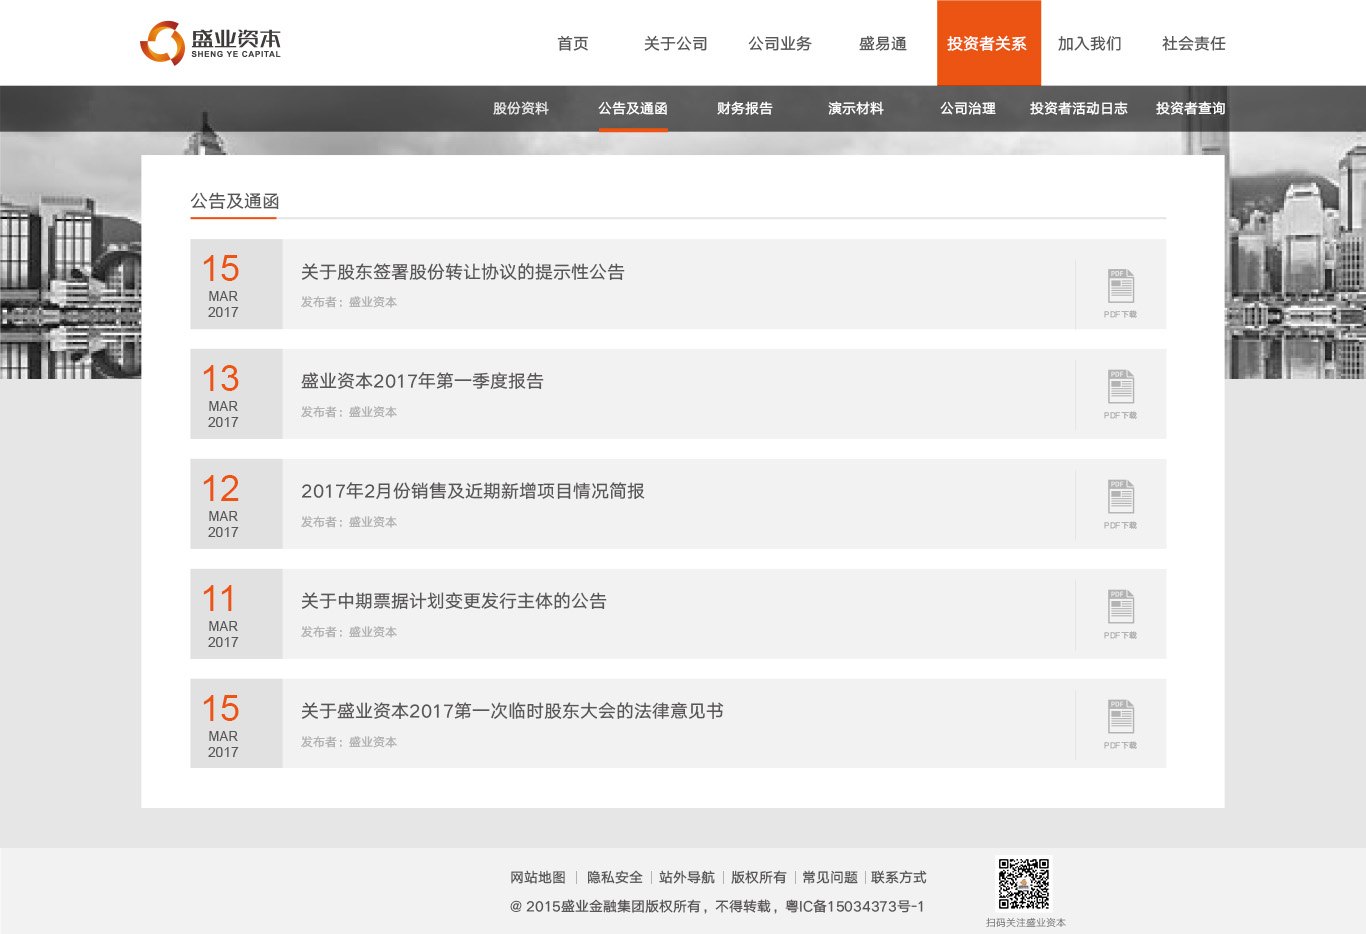 盛业资本
SHENG YE CAPITAL
首页 关于公司 公司业务 盛易通 投资者关系 加入我们 社会责任
股份资料 公告及通函 财务报告 演示材料 公司治理 投资者活动日志 投资者查询
公告及通函
15
MAR
2017
关于股东签署股份转让协议的提示性公告
发布者：盛业资本
PDF
PDF下载
13
MAR
2017
盛业资本2017年第一季度报告
发布者：盛业资本
PDF
PDF下载
12
MAR
2017
2017年2月份销售及近期新增项目情况简报
发布者：盛业资本
PDF
PDF下载
11
MAR
2017
关于中期票据计划变更发行主体的公告
发布者：盛业资本
PDF
PDF下载
15
MAR
2017
关于盛业资本2017第一次临时股东大会的法律意见书
发布者：盛业资本
PDF
PDF下载
网站地图 | 隐私安全 | 站外导航 | 版权所有 | 常见问题 | 联系方式
@ 2015盛业金融集团版权所有，不得转载，粤IC备15034373号-1
扫码关注盛业资本